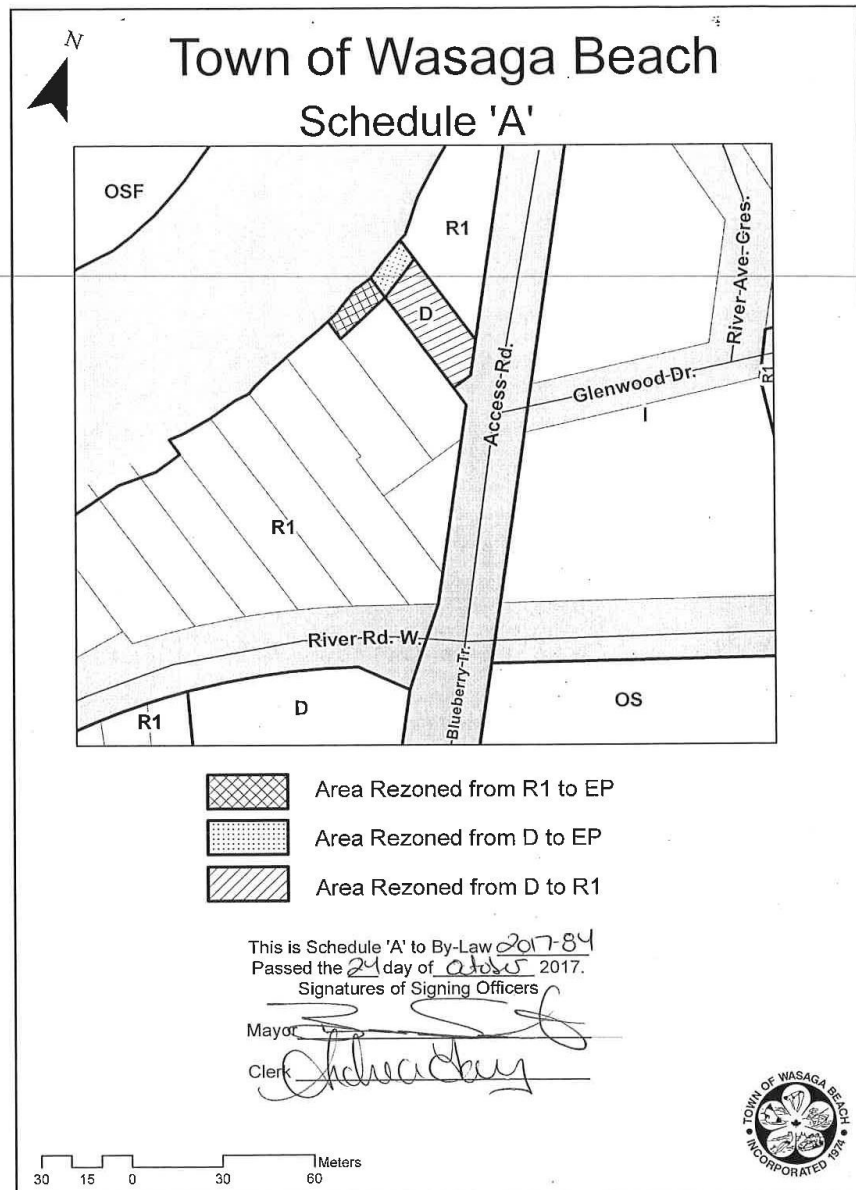 N
Town of Wasaga Beach
Schedule 'A'
OSF
R1
D
River Ave. Cres.
Access Rd.
Glenwood Dr.
R1
I
R1
River Rd. W.
Blueberry Tr.
R1
D
OS
Area Rezoned from R1 to EP
Area Rezoned from D to EP
Area Rezoned from D to R1
This is Schedule 'A' to By-Law 2017-84
Passed the 24 day of October 2017.
Signatures of Signing Officers
Mayor
Clerk
Meters
30 15 0 30 60
TOWN OF WASAGA BEACH
INCORPORATED 1974